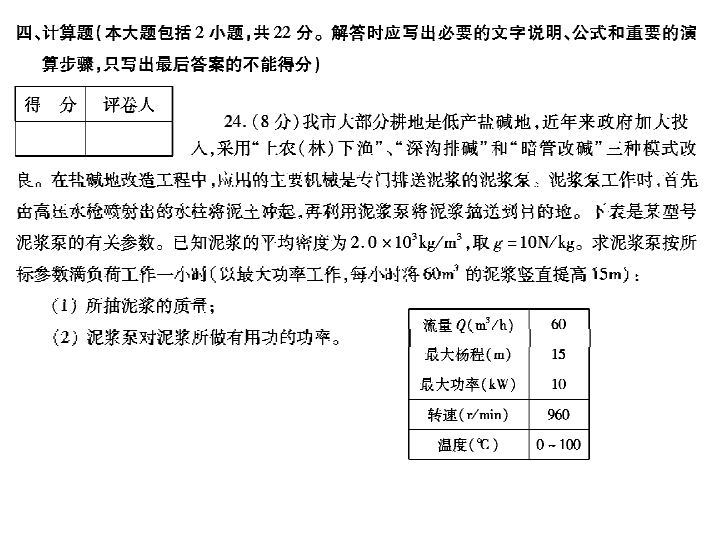 四、计算题(本大题包括2小题,共22分。解答时应写出必要的文字说明、公式和重要的演
算步骤,只写出最后答案的不能得分)
得 分 评卷人
24.(8分)我市大部分耕地是低产盐碱地,近年来政府加大投
入,采用“上农(林)下渔”、“深沟排碱”和“暗管改碱”三种模式改
良。在盐碱地改造工程中,应用的主要机械是专门排送泥浆的泥浆泵。泥浆泵工作时,首先
由高压水枪喷射出的水柱将泥土冲起,再利用泥浆泵将泥浆抽送到目的地。下表是某型号
泥浆泵的有关参数。已知泥浆的平均密度为2.0×10³kg/m³,取g=10N/kg。求泥浆泵按所
标参数满负荷工作一小时(以最大功率工作,每小时将60m³的泥浆竖直提高15m):
(1)所抽泥浆的质量;
(2)泥浆泵对泥浆所做有用功的功率。
流量Q(m³/h) 60
最大杨程(m) 15
最大功率(kW) 10
转速(r/min) 960
温度(℃) 0~100